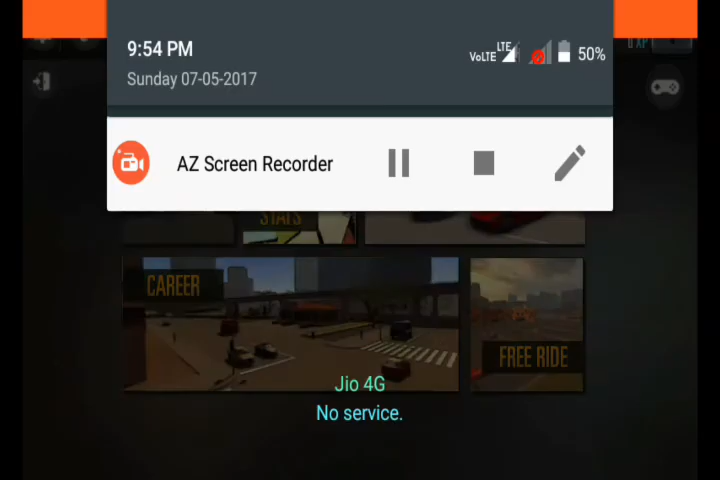 9:54 PM
VoLTE LTE 50%
Sunday 07-05-2017
AZ Screen Recorder
STATS
CAREER
FREE RIDE
Jio 4G
No service.